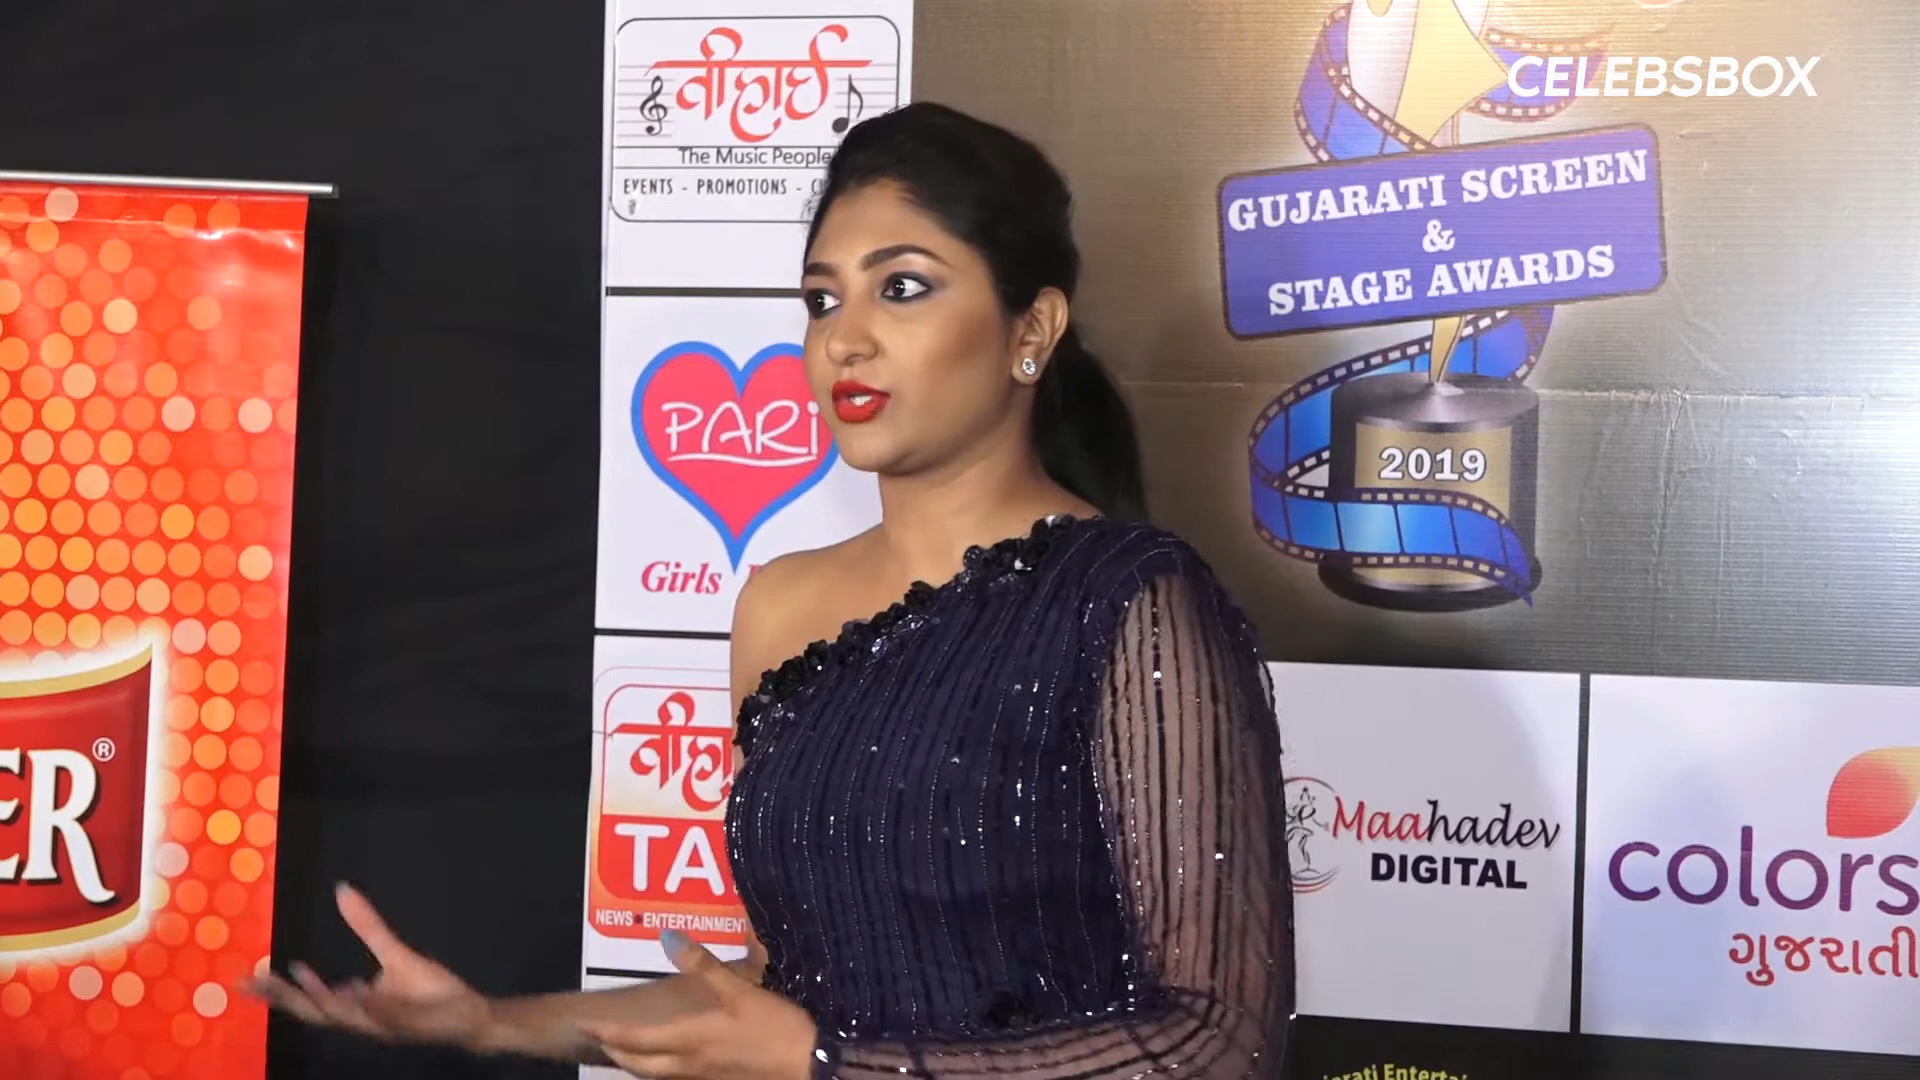 CELEBSBOX
तीहाई
The Music People
EVENTS - PROMOTIONS -
GUJARATI SCREEN
&
STAGE AWARDS
2019
PARI
Girls
तीहा
NEWS ENTERTAINMENT
ER®
Maahadev
DIGITAL
colors
ગુજરાતી